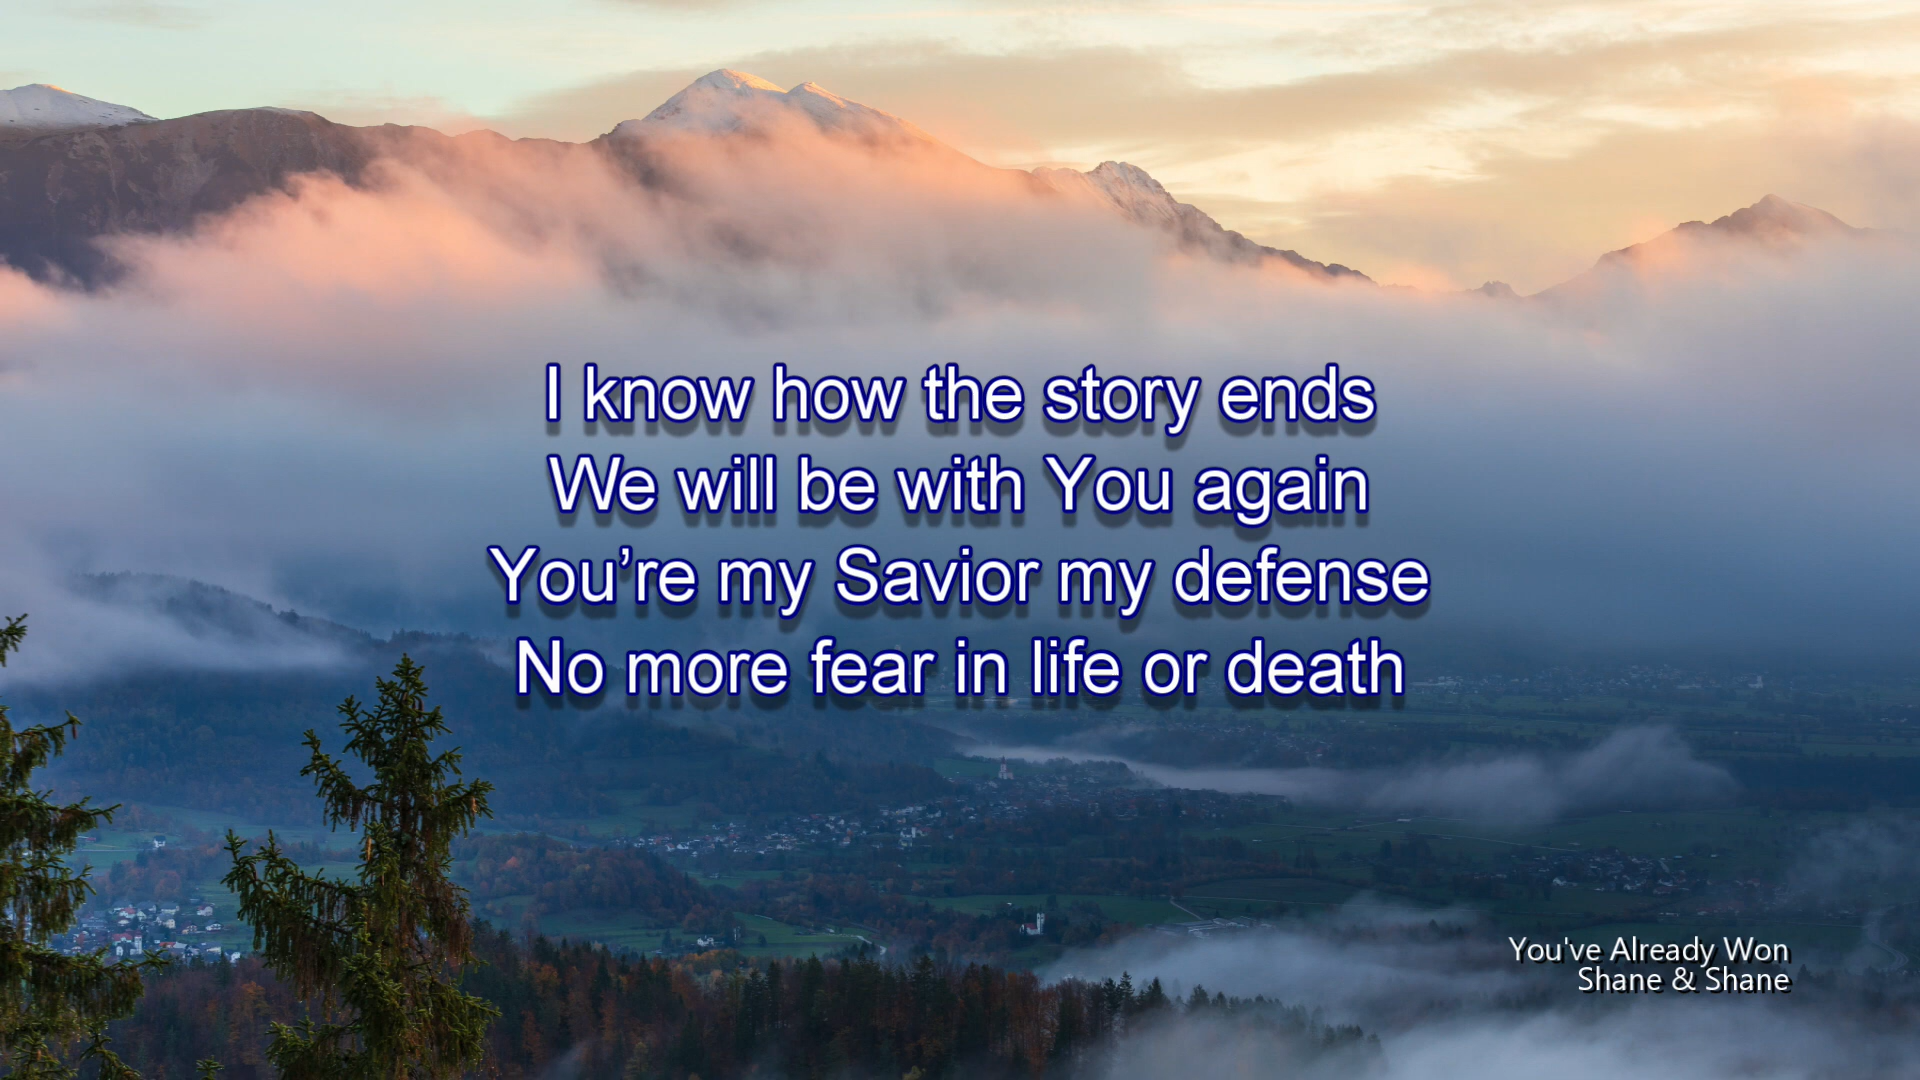 I know how the story ends
We will be with You again
You’re my Savior my defense
No more fear in life or death
You've Already Won
Shane & Shane